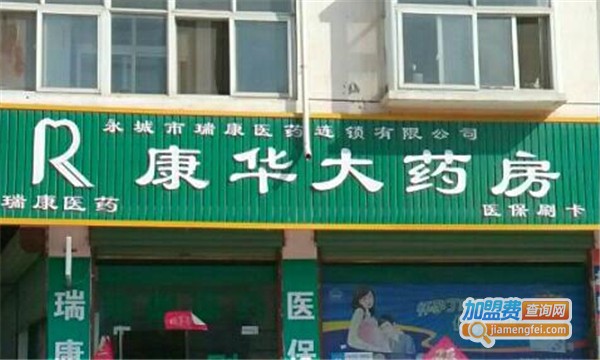 永城市瑞康医药连锁有限公司
R 康华大药房
瑞康医药
医保刷卡
瑞康
医保
加盟费查询网
jiamengfei.com